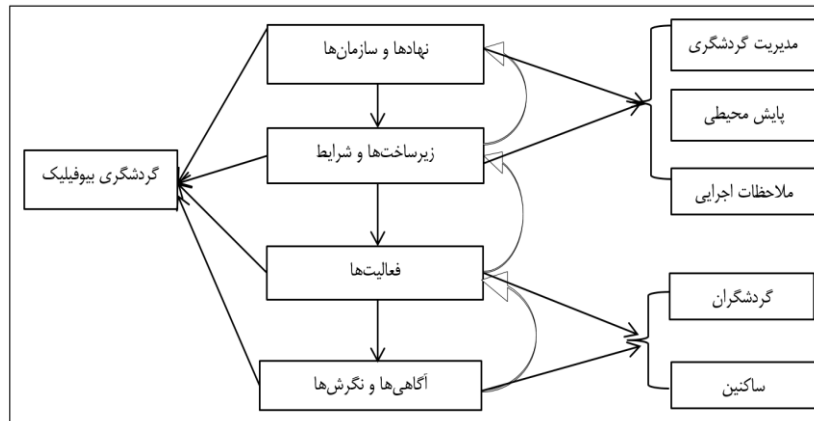 نهادها و سازمان‌ها
مدیریت گردشگری
پایش محیطی
زیرساخت‌ها و شرایط
گردشگری بیوفیلیک
ملاحظات اجرایی
فعالیت‌ها
گردشگران
آگاهی‌ها و نگرش‌ها
ساکنین